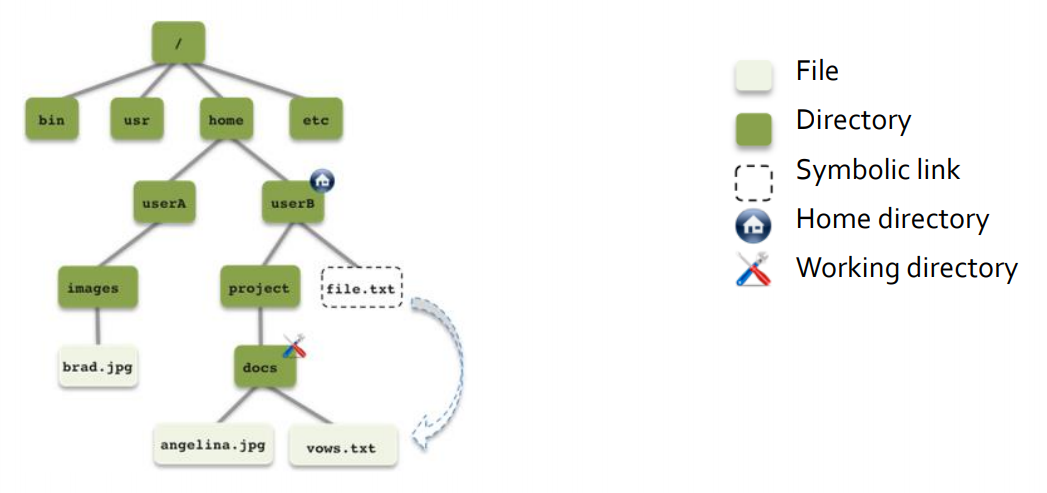 /
bin usr home etc
userA userB
images project file.txt
brad.jpg docs
angelina.jpg vows.txt
File
Directory
Symbolic link
Home directory
Working directory